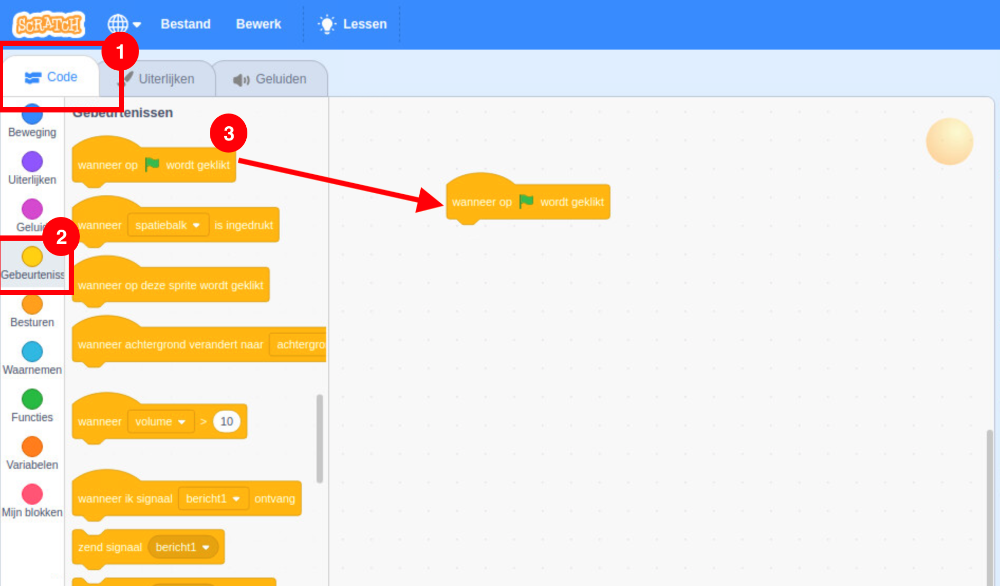 SCRATCH
Bestand
Bewerk
Lessen
1
Code
Uiterlijken
Geluiden
Beweging
Uiterlijken
Gelui
2
Gebeurteniss
Besturen
Waarnemen
Functies
Variabelen
Mijn blokken
Gebeurtenissen
3
wanneer op wordt geklikt
wanneer spatiebalk is ingedrukt
wanneer op deze sprite wordt geklikt
wanneer achtergrond verandert naar achtergro
wanneer volume > 10
wanneer ik signaal bericht1 ontvang
zend signaal bericht1
wanneer op wordt geklikt